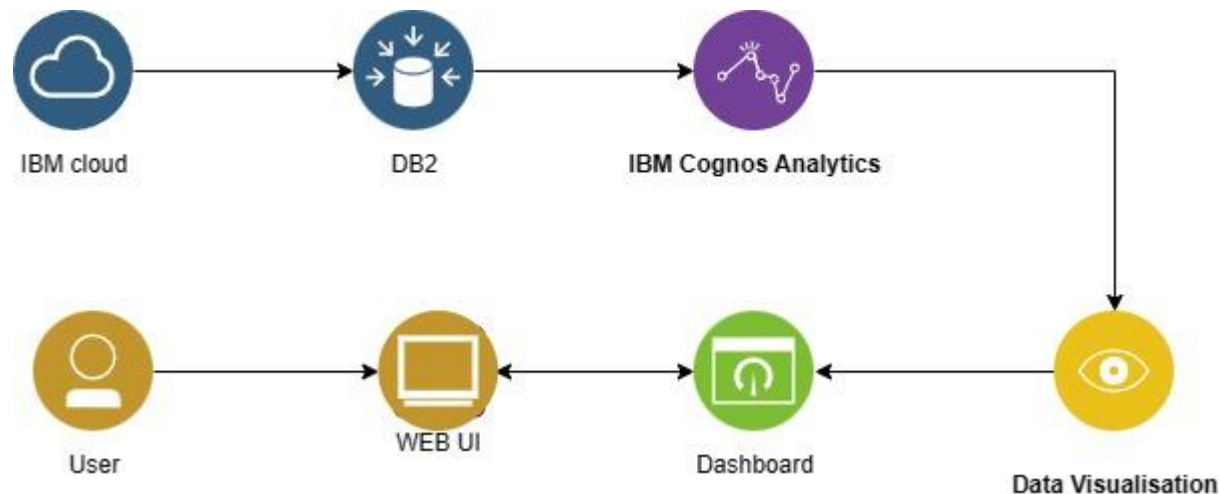 IBM cloud
DB2
IBM Cognos Analytics
User
WEB UI
Dashboard
Data Visualisation